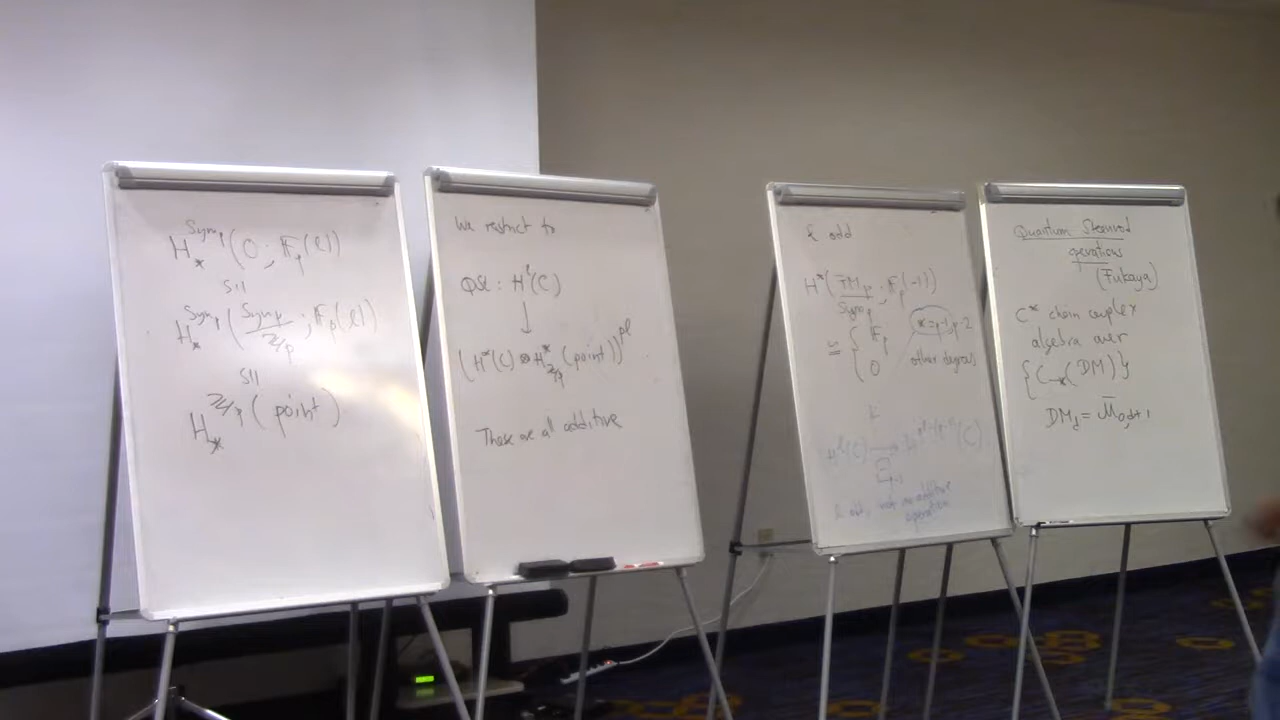 H_*^{Sym_p}(O; 𝔽_p(ℓ))
≅
H_*^{Sym_p}(Sym_p / ℤ/p; 𝔽_p(ℓ))
≅
H_*^{ℤ/p}(point)
We restrict to
QSt: H^ℓ(C)
↓
(H^*(C) ⊗ H^*_{ℤ/p}(point))^{pℓ}
These are all additive
ℓ odd
H^*(FM_p / Sym_p; 𝔽_p(-1))
≅ { 𝔽_p * = p-1, p-2
0 other degrees
H^ℓ(C) → (C)
ℓ odd, not an additive
operation
Quantum Steenrod
operations
(Fukaya)
C* chain complex
algebra over
{C_{-*}(DM)}
DM_d = M̄_{0,d+1}